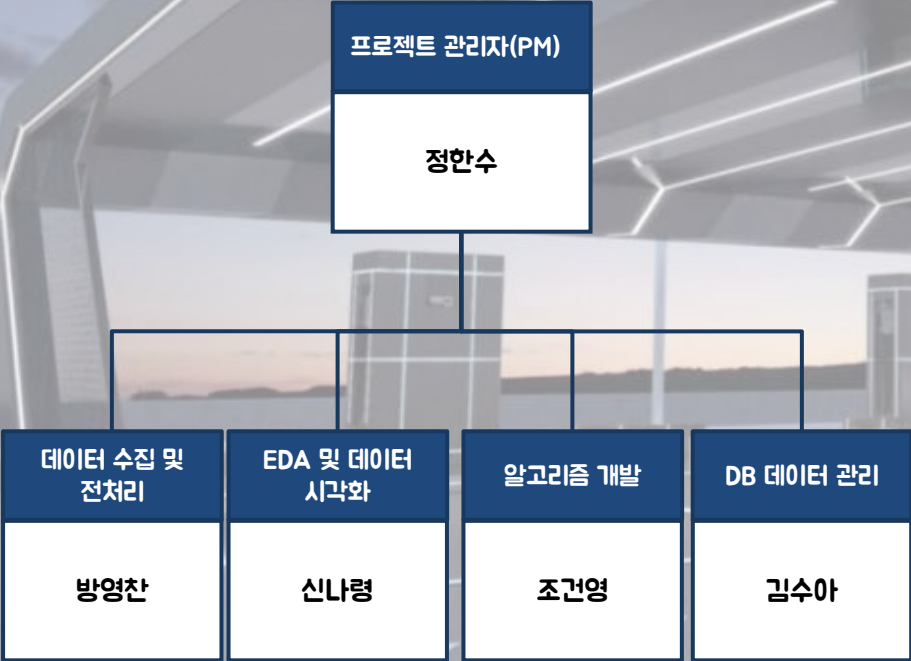 프로젝트 관리자(PM)
정한수
데이터 수집 및
전처리
방영찬
EDA 및 데이터
시각화
신나령
알고리즘 개발
조건영
DB 데이터 관리
김수아